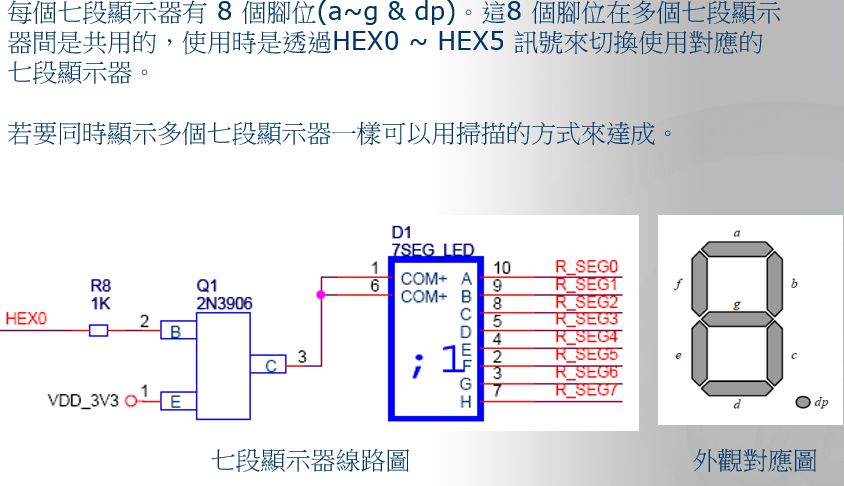 每個七段顯示器有 8 個腳位(a~g & dp)。這8 個腳位在多個七段顯示
器間是共用的，使用時是透過HEX0 ~ HEX5 訊號來切換使用對應的
七段顯示器。
若要同時顯示多個七段顯示器一樣可以用掃描的方式來達成。
HEX0
R8
1K
2
Q1
2N3906
B
C
E
3
VDD_3V3
1
D1
7SEG_LED
1
6
COM+
COM+
A
B
C
D
E
F
G
H
;1
10
9
8
5
4
2
3
7
R_SEG0
R_SEG1
R_SEG2
R_SEG3
R_SEG4
R_SEG5
R_SEG6
R_SEG7
a
f
b
g
e
c
d
dp
七段顯示器線路圖
外觀對應圖